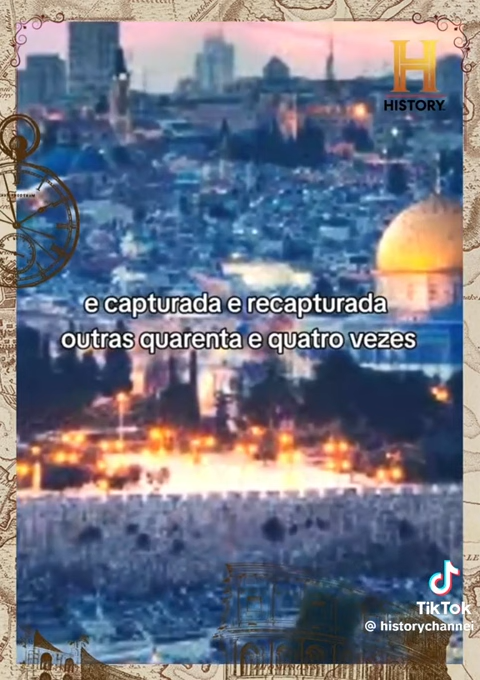 H
HISTORY
e capturada e recapturada
outras quarenta e quatro vezes
TikTok
@ historychannel